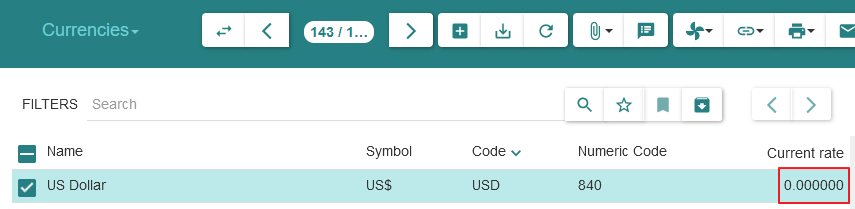 Currencies
143 / 1...
FILTERS Search
Name Symbol Code Numeric Code Current rate
US Dollar US$ USD 840 0.000000